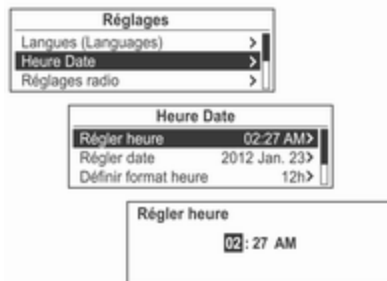 Réglages
Langues (Languages) >
Heure Date >
Réglages radio >
Heure Date
Régler heure 02:27 AM>
Régler date 2012 Jan. 23>
Définir format heure 12h>
Régler heure
02 : 27 AM